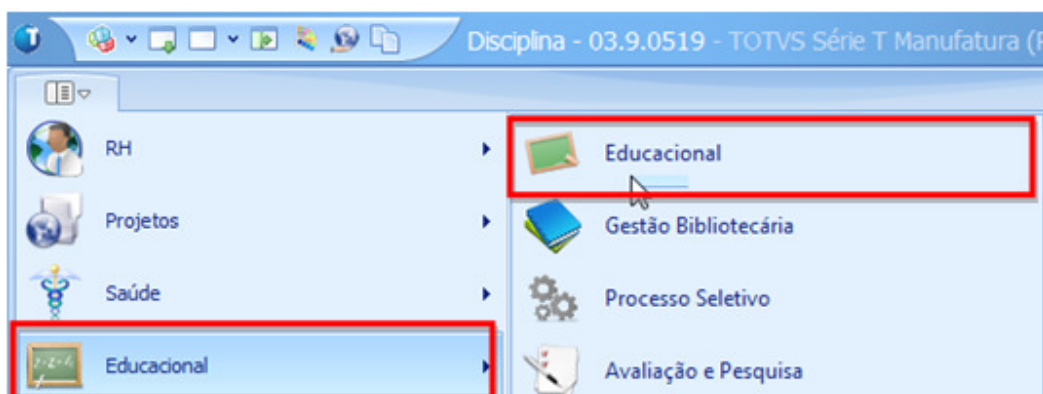 Disciplina - 03.9.0519 - TOTVS Série T Manufatura
RH
Projetos
Saúde
Educacional
Educacional
Gestão Bibliotecária
Processo Seletivo
Avaliação e Pesquisa